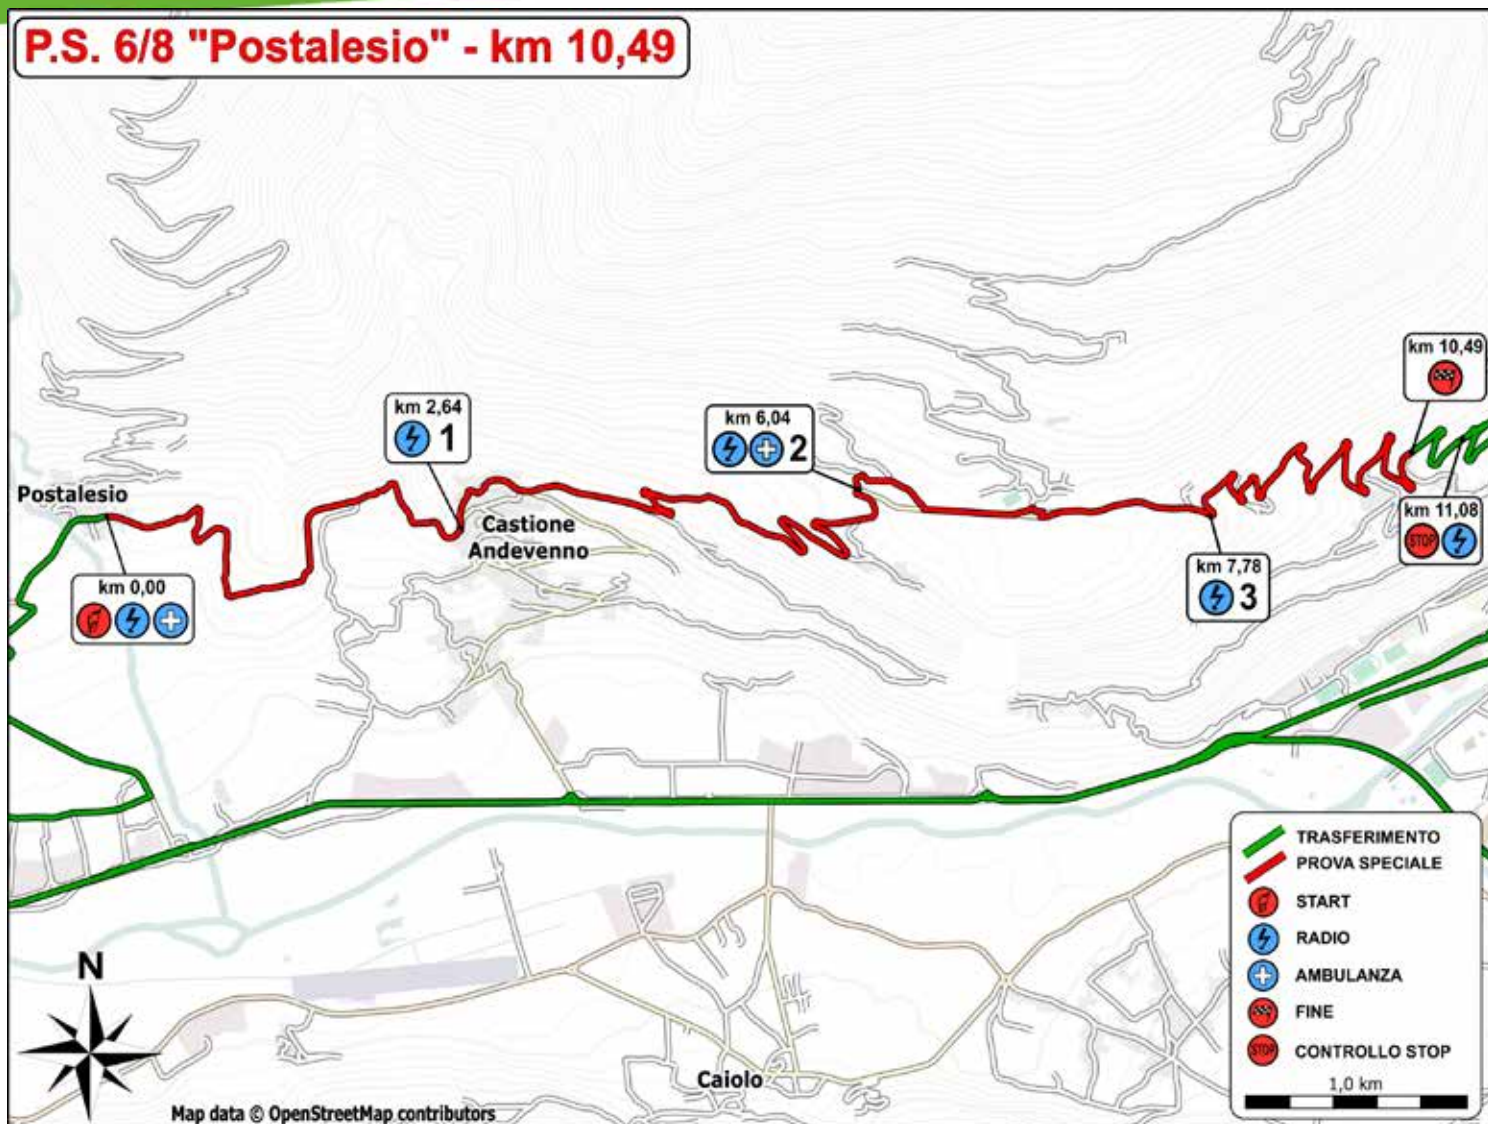 P.S. 6/8 "Postalesio" - km 10,49
km 10,49
km 2,64
1
km 6,04
2
Postalesio
Castione
Andevenno
km 11,08
STOP
km 0,00
km 7,78
3
TRASFERIMENTO
PROVA SPECIALE
START
RADIO
AMBULANZA
FINE
STOP CONTROLLO STOP
1,0 km
N
Caiolo
Map data © OpenStreetMap contributors